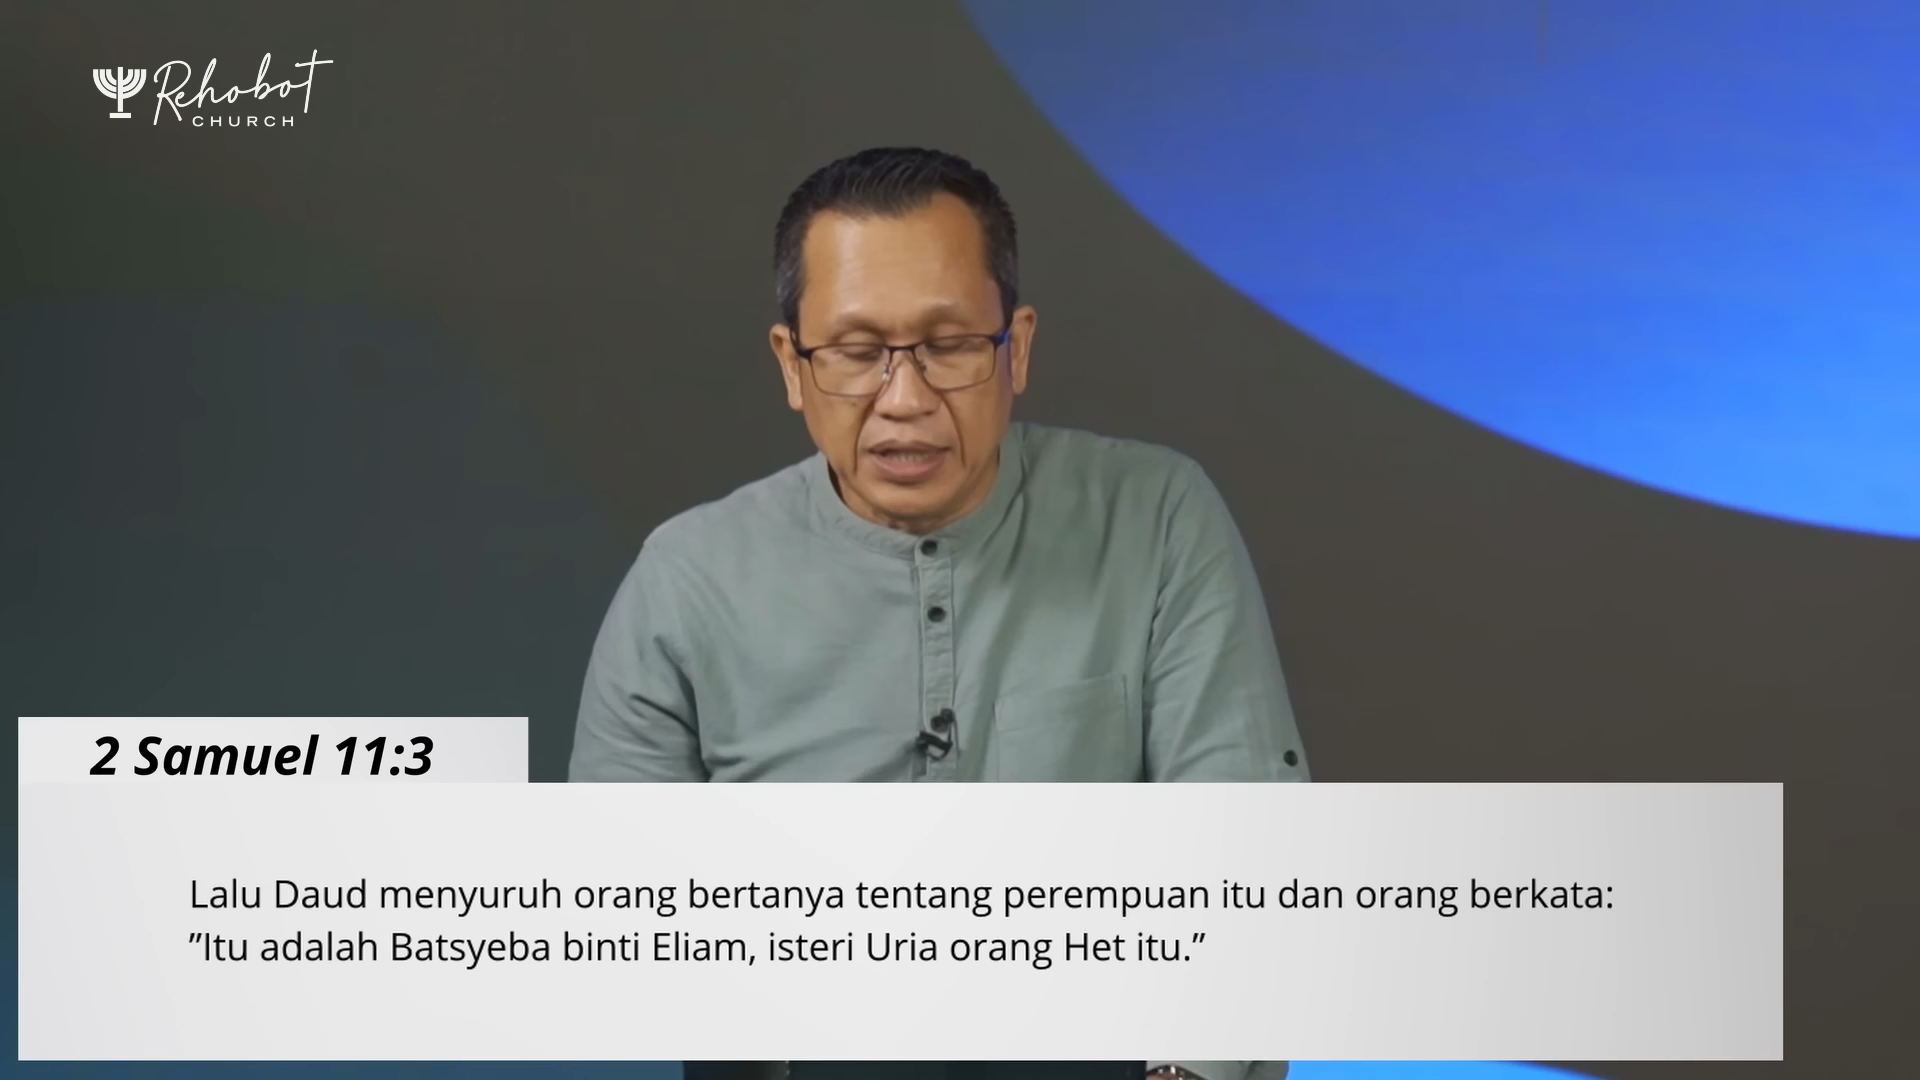 Rehobot
CHURCH
2 Samuel 11:3
Lalu Daud menyuruh orang bertanya tentang perempuan itu dan orang berkata:
”Itu adalah Batsyeba binti Eliam, isteri Uria orang Het itu.”